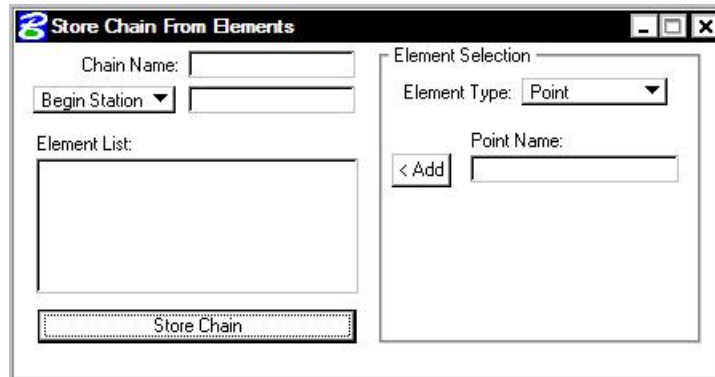 Store Chain From Elements
Chain Name:
Begin Station
Element List:
Store Chain
Element Selection
Element Type: Point
Point Name:
< Add